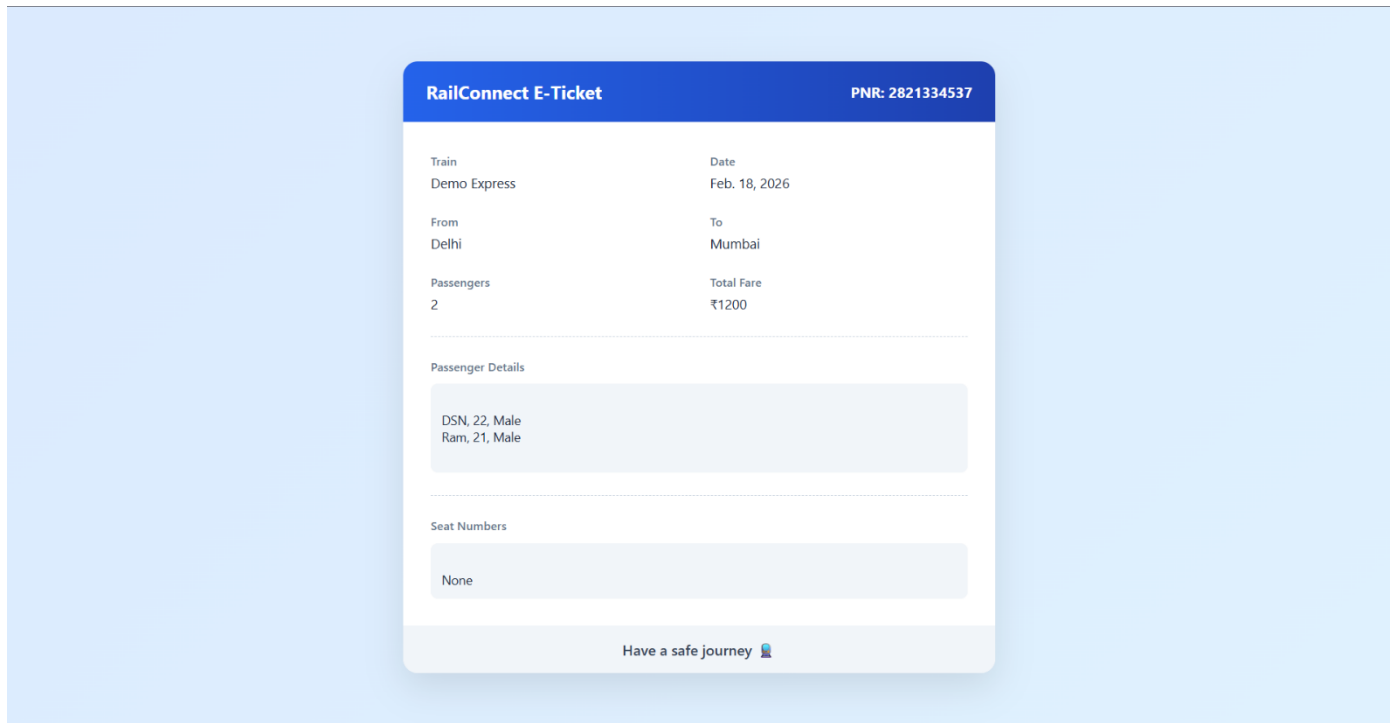 RailConnect E-Ticket
PNR: 2821334537
Train
Date
Demo Express
Feb. 18, 2026
From
To
Delhi
Mumbai
Passengers
Total Fare
2
₹1200
Passenger Details
DSN, 22, Male
Ram, 21, Male
Seat Numbers
None
Have a safe journey 🚆